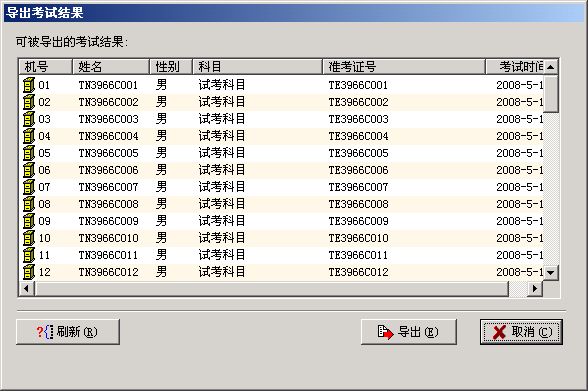 导出考试结果
可被导出的考试结果:
机号 姓名 性别 科目 准考证号 考试时间
01 TN3966C001 男 试考科目 TE3966C001 2008-5-1
02 TN3966C002 男 试考科目 TE3966C002 2008-5-1
03 TN3966C003 男 试考科目 TE3966C003 2008-5-1
04 TN3966C004 男 试考科目 TE3966C004 2008-5-1
05 TN3966C005 男 试考科目 TE3966C005 2008-5-1
06 TN3966C006 男 试考科目 TE3966C006 2008-5-1
07 TN3966C007 男 试考科目 TE3966C007 2008-5-1
08 TN3966C008 男 试考科目 TE3966C008 2008-5-1
09 TN3966C009 男 试考科目 TE3966C009 2008-5-1
10 TN3966C010 男 试考科目 TE3966C010 2008-5-1
11 TN3966C011 男 试考科目 TE3966C011 2008-5-1
12 TN3966C012 男 试考科目 TE3966C012 2008-5-1
刷新(R) 导出(E) 取消(C)